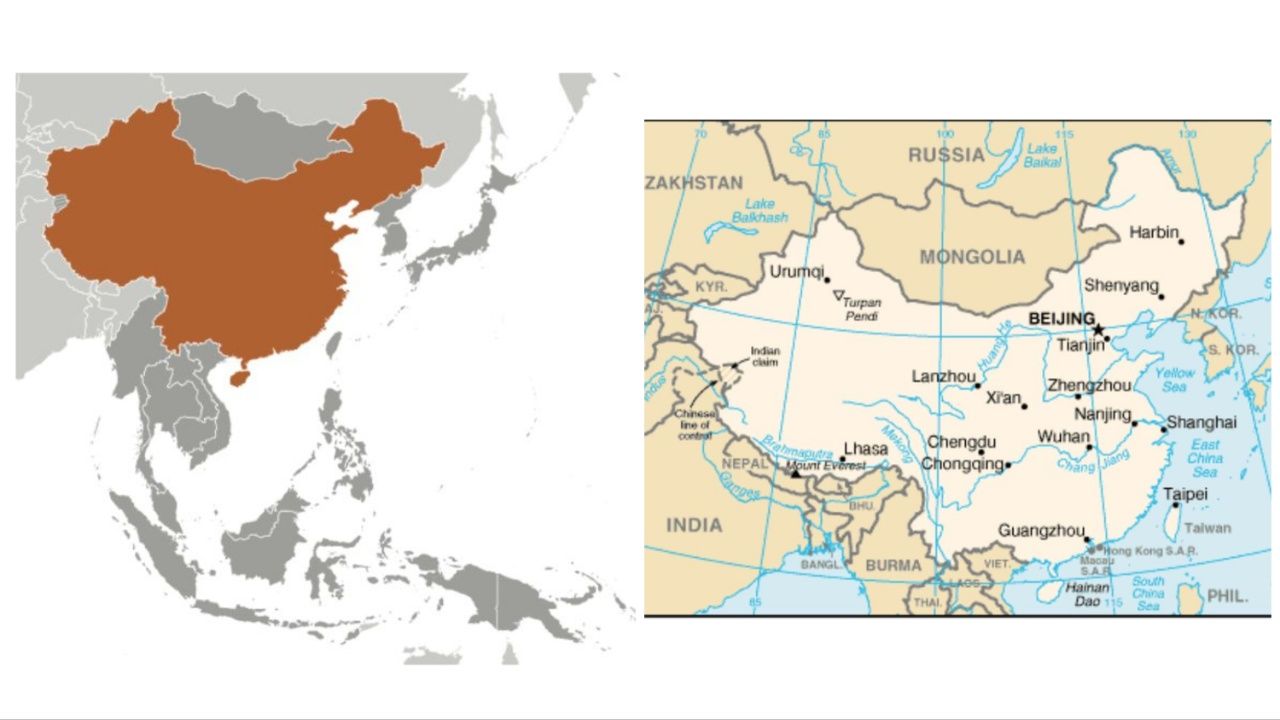 70
85
100
115
130
RUSSIA
Lake
Baikal
Amur
ZAKHSTAN
Lake
Balkhash
Harbin
MONGOLIA
Urumqi
KYR.
Turpan
Pendi
Shenyang
AJ.
BEIJING
N. KOR.
Tianjin
S. KOR.
Huang He
Indian
claim
Lanzhou
Zhengzhou
Yellow
Sea
Indus
Xi'an
Chinese
line of
control
Nanjing
Shanghai
Wuhan
Chengdu
Mekong
Brahmaputra
Lhasa
East
China
Sea
NEPAL
Mount Everest
Chongqing
Chang Jiang
Ganges
Taipei
BHU.
INDIA
Guangzhou
Taiwan
Hong Kong S.A.R.
Macau
S.A.R.
BANGL.
BURMA
VIET.
LAOS
Hainan
Dao
South
China
Sea
PHIL.
THAI.
85
115